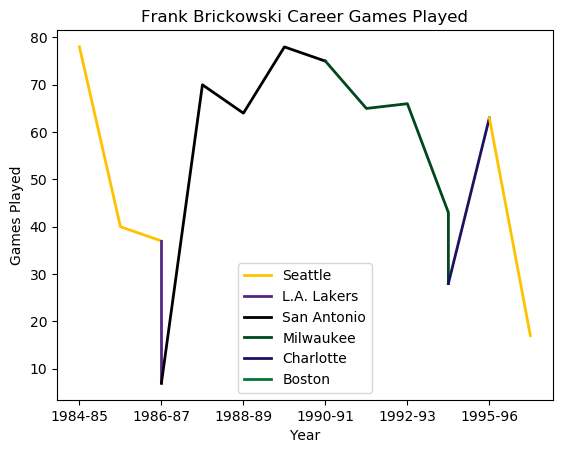 Frank Brickowski Career Games Played
Games Played
80
70
60
50
40
30
20
10
Seattle
L.A. Lakers
San Antonio
Milwaukee
Charlotte
Boston
1984-85 1986-87 1988-89 1990-91 1992-93 1995-96
Year